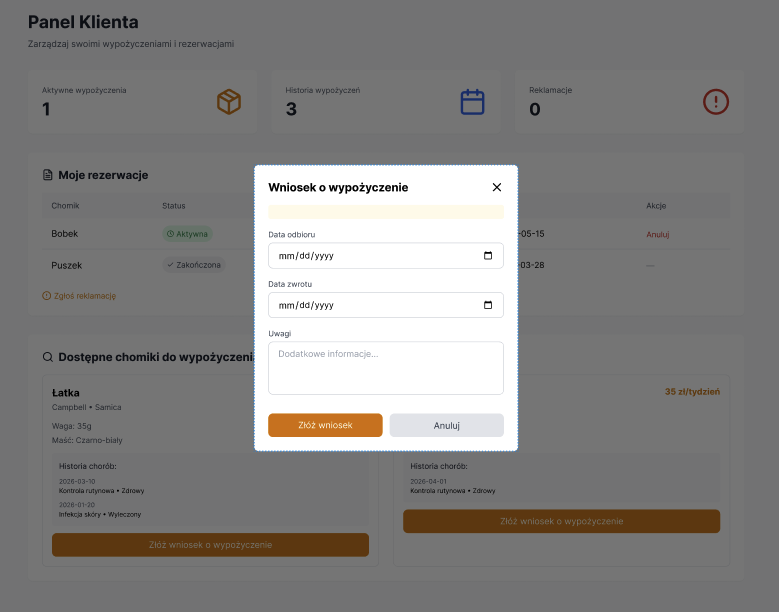 Panel Klienta
Zarządzaj swoimi wypożyczeniami i rezerwacjami
Aktywne wypożyczenia
1
Historia wypożyczeń
3
Reklamacje
0
Moje rezerwacje
Chomik Status Akcje
Bobek Aktywna -05-15 Anuluj
Puszek Zakończona 03-28 —
Zgłoś reklamację
Wniosek o wypożyczenie
Data odbioru
mm/dd/yyyy
Data zwrotu
mm/dd/yyyy
Uwagi
Dodatkowe informacje...
Złóż wniosek Anuluj
Dostępne chomiki do wypożyczeni
Łatka
Campbell • Samica
Waga: 35g
Maść: Czarno-biały
Historia chorób:
2026-03-10
Kontrola rutynowa • Zdrowy
2026-01-20
Infekcja skóry • Wyleczony
Złóż wniosek o wypożyczenie
35 zł/tydzień
Historia chorób:
2026-04-01
Kontrola rutynowa • Zdrowy
Złóż wniosek o wypożyczenie